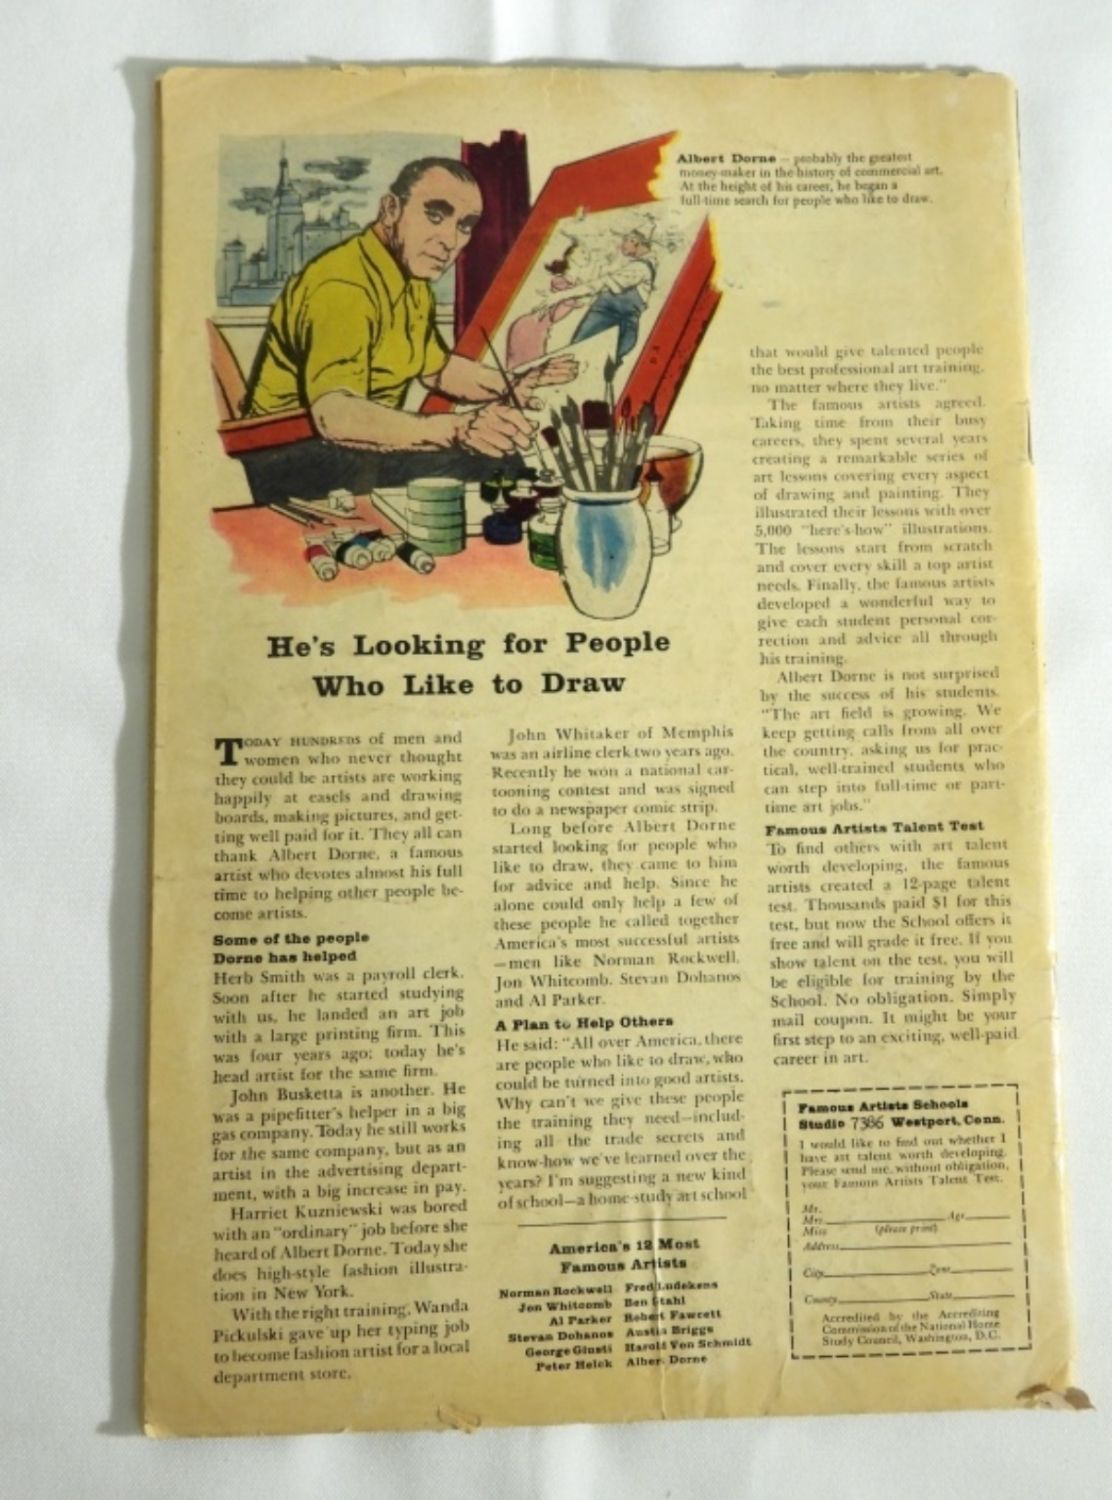 Albert Dorne — probably the greatest
money-maker in the history of commercial art.
At the height of his career, he began a
full-time search for people who like to draw.
He's Looking for People
Who Like to Draw
TODAY HUNDREDS of men and
women who never thought
they could be artists are working
happily at easels and drawing
boards, making pictures, and get-
ting well paid for it. They all can
thank Albert Dorne, a famous
artist who devotes almost his full
time to helping other people be-
come artists.
Some of the people
Dorne has helped
Herb Smith was a payroll clerk.
Soon after he started studying
with us, he landed an art job
with a large printing firm. This
was four years ago; today he's
head artist for the same firm.
John Busketta is another. He
was a pipefitter's helper in a big
gas company. Today he still works
for the same company, but as an
artist in the advertising depart-
ment, with a big increase in pay.
Harriet Kuzniewski was bored
with an "ordinary" job before she
heard of Albert Dorne. Today she
does high-style fashion illustra-
tion in New York.
With the right training, Wanda
Pickulski gave up her typing job
to become fashion artist for a local
department store.
John Whitaker of Memphis
was an airline clerk two years ago.
Recently he won a national car-
tooning contest and was signed
to do a newspaper comic strip.
Long before Albert Dorne
started looking for people who
like to draw, they came to him
for advice and help. Since he
alone could only help a few of
these people he called together
America's most successful artists
—men like Norman Rockwell,
Jon Whitcomb, Stevan Dohanos
and Al Parker.
A Plan to Help Others
He said: "All over America, there
are people who like to draw, who
could be turned into good artists.
Why can't we give these people
the training they need—includ-
ing all the trade secrets and
know-how we've learned over the
years? I'm suggesting a new kind
of school—a home-study art school
that would give talented people
the best professional art training,
no matter where they live."
The famous artists agreed.
Taking time from their busy
careers, they spent several years
creating a remarkable series of
art lessons covering every aspect
of drawing and painting. They
illustrated their lessons with over
5,000 "here's-how" illustrations.
The lessons start from scratch
and cover every skill a top artist
needs. Finally, the famous artists
developed a wonderful way to
give each student personal cor-
rection and advice all through
his training.
Albert Dorne is not surprised
by the success of his students.
"The art field is growing. We
keep getting calls from all over
the country, asking us for prac-
tical, well-trained students who
can step into full-time or part-
time art jobs."
Famous Artists Talent Test
To find others with art talent
worth developing, the famous
artists created a 12-page talent
test. Thousands paid $1 for this
test, but now the School offers it
free and will grade it free. If you
show talent on the test, you will
be eligible for training by the
School. No obligation. Simply
mail coupon. It might be your
first step to an exciting, well-paid
career in art.
America's 12 Most
Famous Artists
Norman Rockwell Fred Ludekens
Jon Whitcomb Ben Stahl
Al Parker Robert Fawcett
Stevan Dohanos Austin Briggs
George Giusti Harold Von Schmidt
Peter Helck Albert Dorne
Famous Artists Schools
Studio 7386 Westport, Conn.
I would like to find out whether I
have art talent worth developing.
Please send me, without obligation,
your Famous Artists Talent Test.
Mr.
Mrs. Age
Miss (please print)
Address
City Zone
County State
Accredited by the Accrediting
Commission of the National Home
Study Council, Washington, D.C.